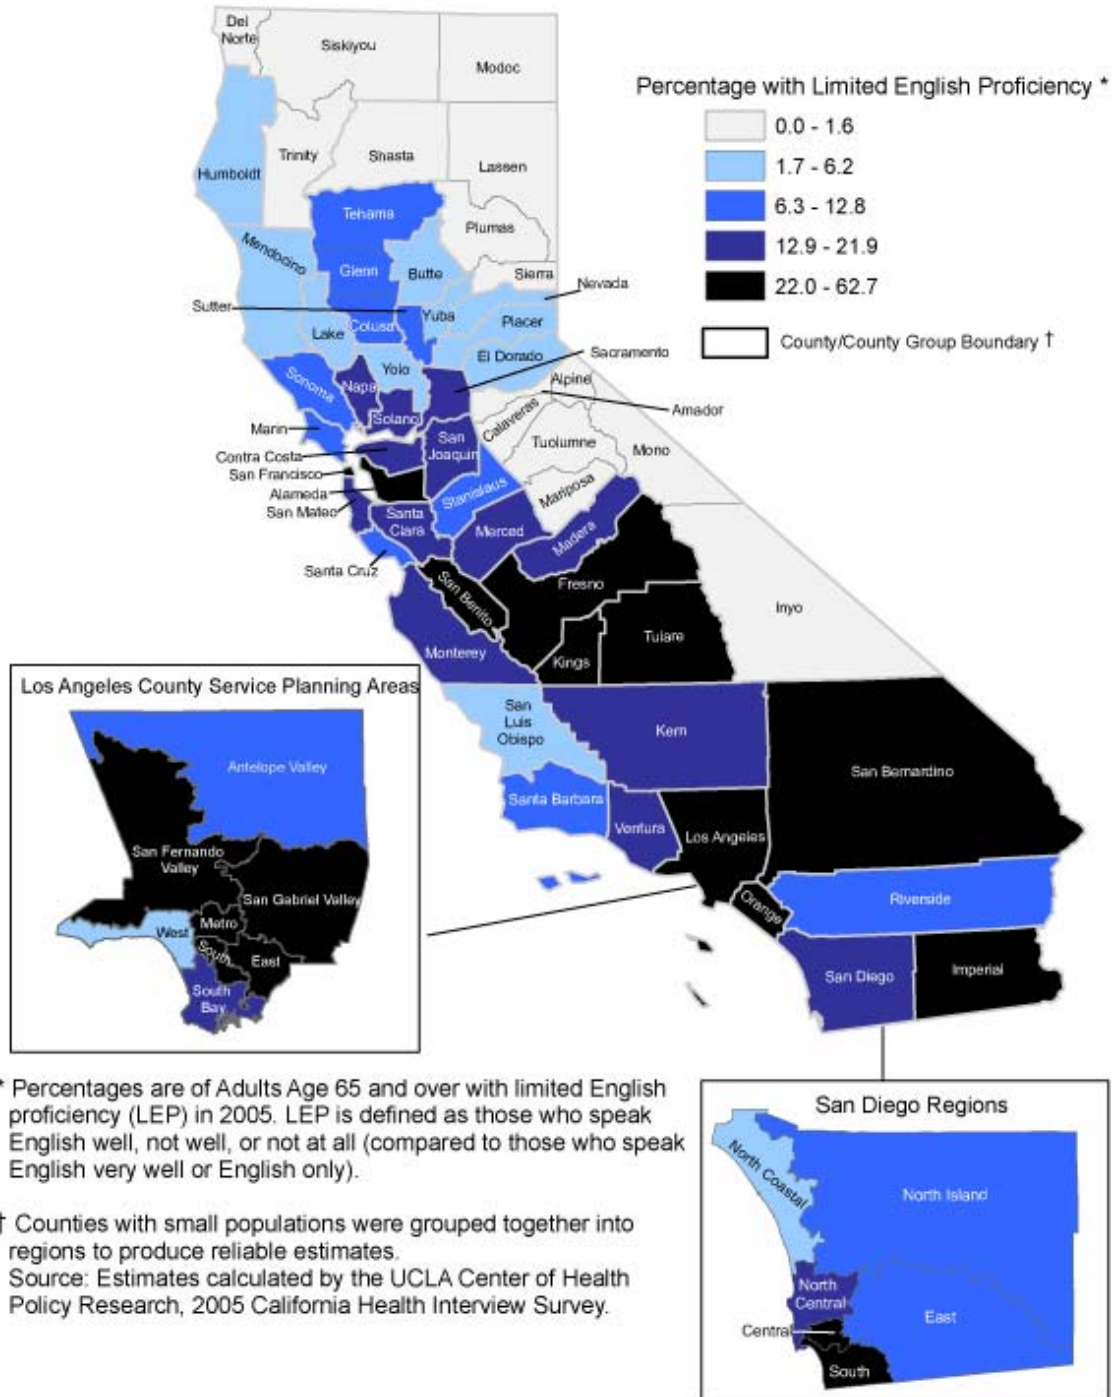 Del
Norte
Siskiyou
Modoc
Percentage with Limited English Proficiency *
0.0 - 1.6
1.7 - 6.2
6.3 - 12.8
12.9 - 21.9
22.0 - 62.7
County/County Group Boundary †
Humboldt
Trinity
Shasta
Lassen
Tehama
Plumas
Mendocino
Glenn
Butte
Sierra
Nevada
Sutter
Yuba
Placer
Lake
Colusa
El Dorado
Sacramento
Yolo
Alpine
Sonoma
Napa
Solano
Calaveras
Amador
Marin
San
Joaquin
Tuolumne
Mono
Contra Costa
San Francisco
Alameda
San Mateo
Stanislaus
Mariposa
Santa
Clara
Merced
Madera
Santa Cruz
San Benito
Fresno
Inyo
Tulare
Monterey
Kings
San
Luis
Obispo
Kern
San Bernardino
Santa Barbara
Ventura
Los Angeles
Orange
Riverside
San Diego
Imperial
Los Angeles County Service Planning Areas
Antelope Valley
San Fernando
Valley
San Gabriel Valley
Metro
West
South
East
South
Bay
* Percentages are of Adults Age 65 and over with limited English
proficiency (LEP) in 2005. LEP is defined as those who speak
English well, not well, or not at all (compared to those who speak
English very well or English only).
† Counties with small populations were grouped together into
regions to produce reliable estimates.
Source: Estimates calculated by the UCLA Center of Health
Policy Research, 2005 California Health Interview Survey.
San Diego Regions
North Coastal
North Island
North
Central
East
Central
South